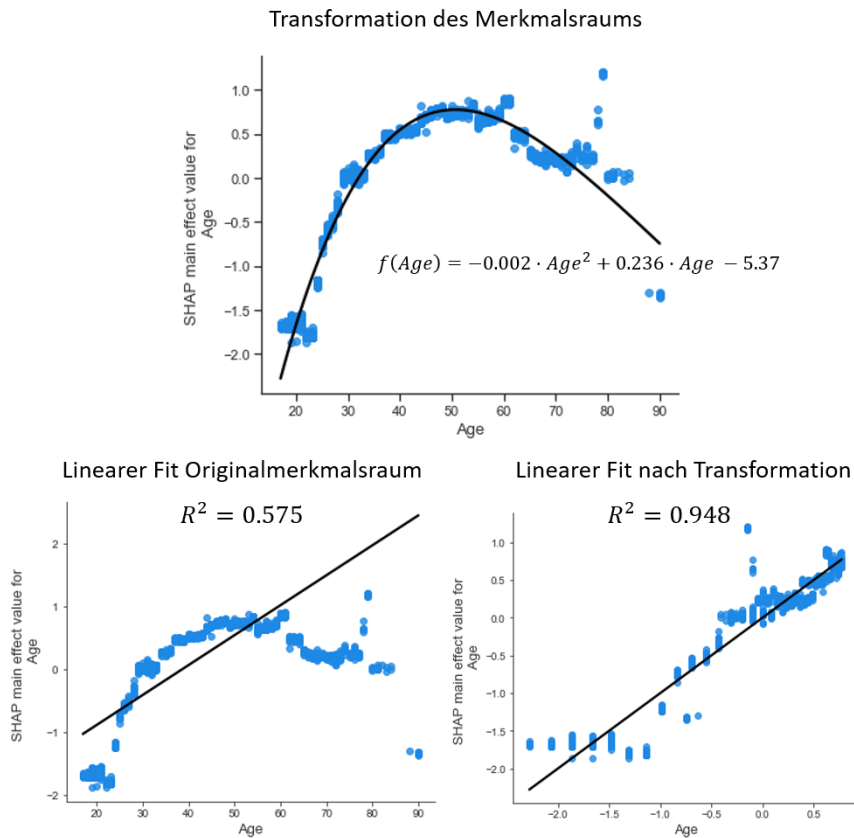 Transformation des Merkmalsraums
1.0
0.5
0.0
−0.5
−1.0
−1.5
−2.0
SHAP main effect value for
Age
f(Age) = −0.002 · Age² + 0.236 · Age − 5.37
20 30 40 50 60 70 80 90
Age
Linearer Fit Originalmerkmalsraum
R² = 0.575
2
1
0
−1
−2
SHAP main effect value for
Age
20 30 40 50 60 70 80 90
Age
Linearer Fit nach Transformation
R² = 0.948
1.0
0.5
0.0
−0.5
−1.0
−1.5
−2.0
SHAP main effect value for
Age
−2.0 −1.5 −1.0 −0.5 0.0 0.5
Age